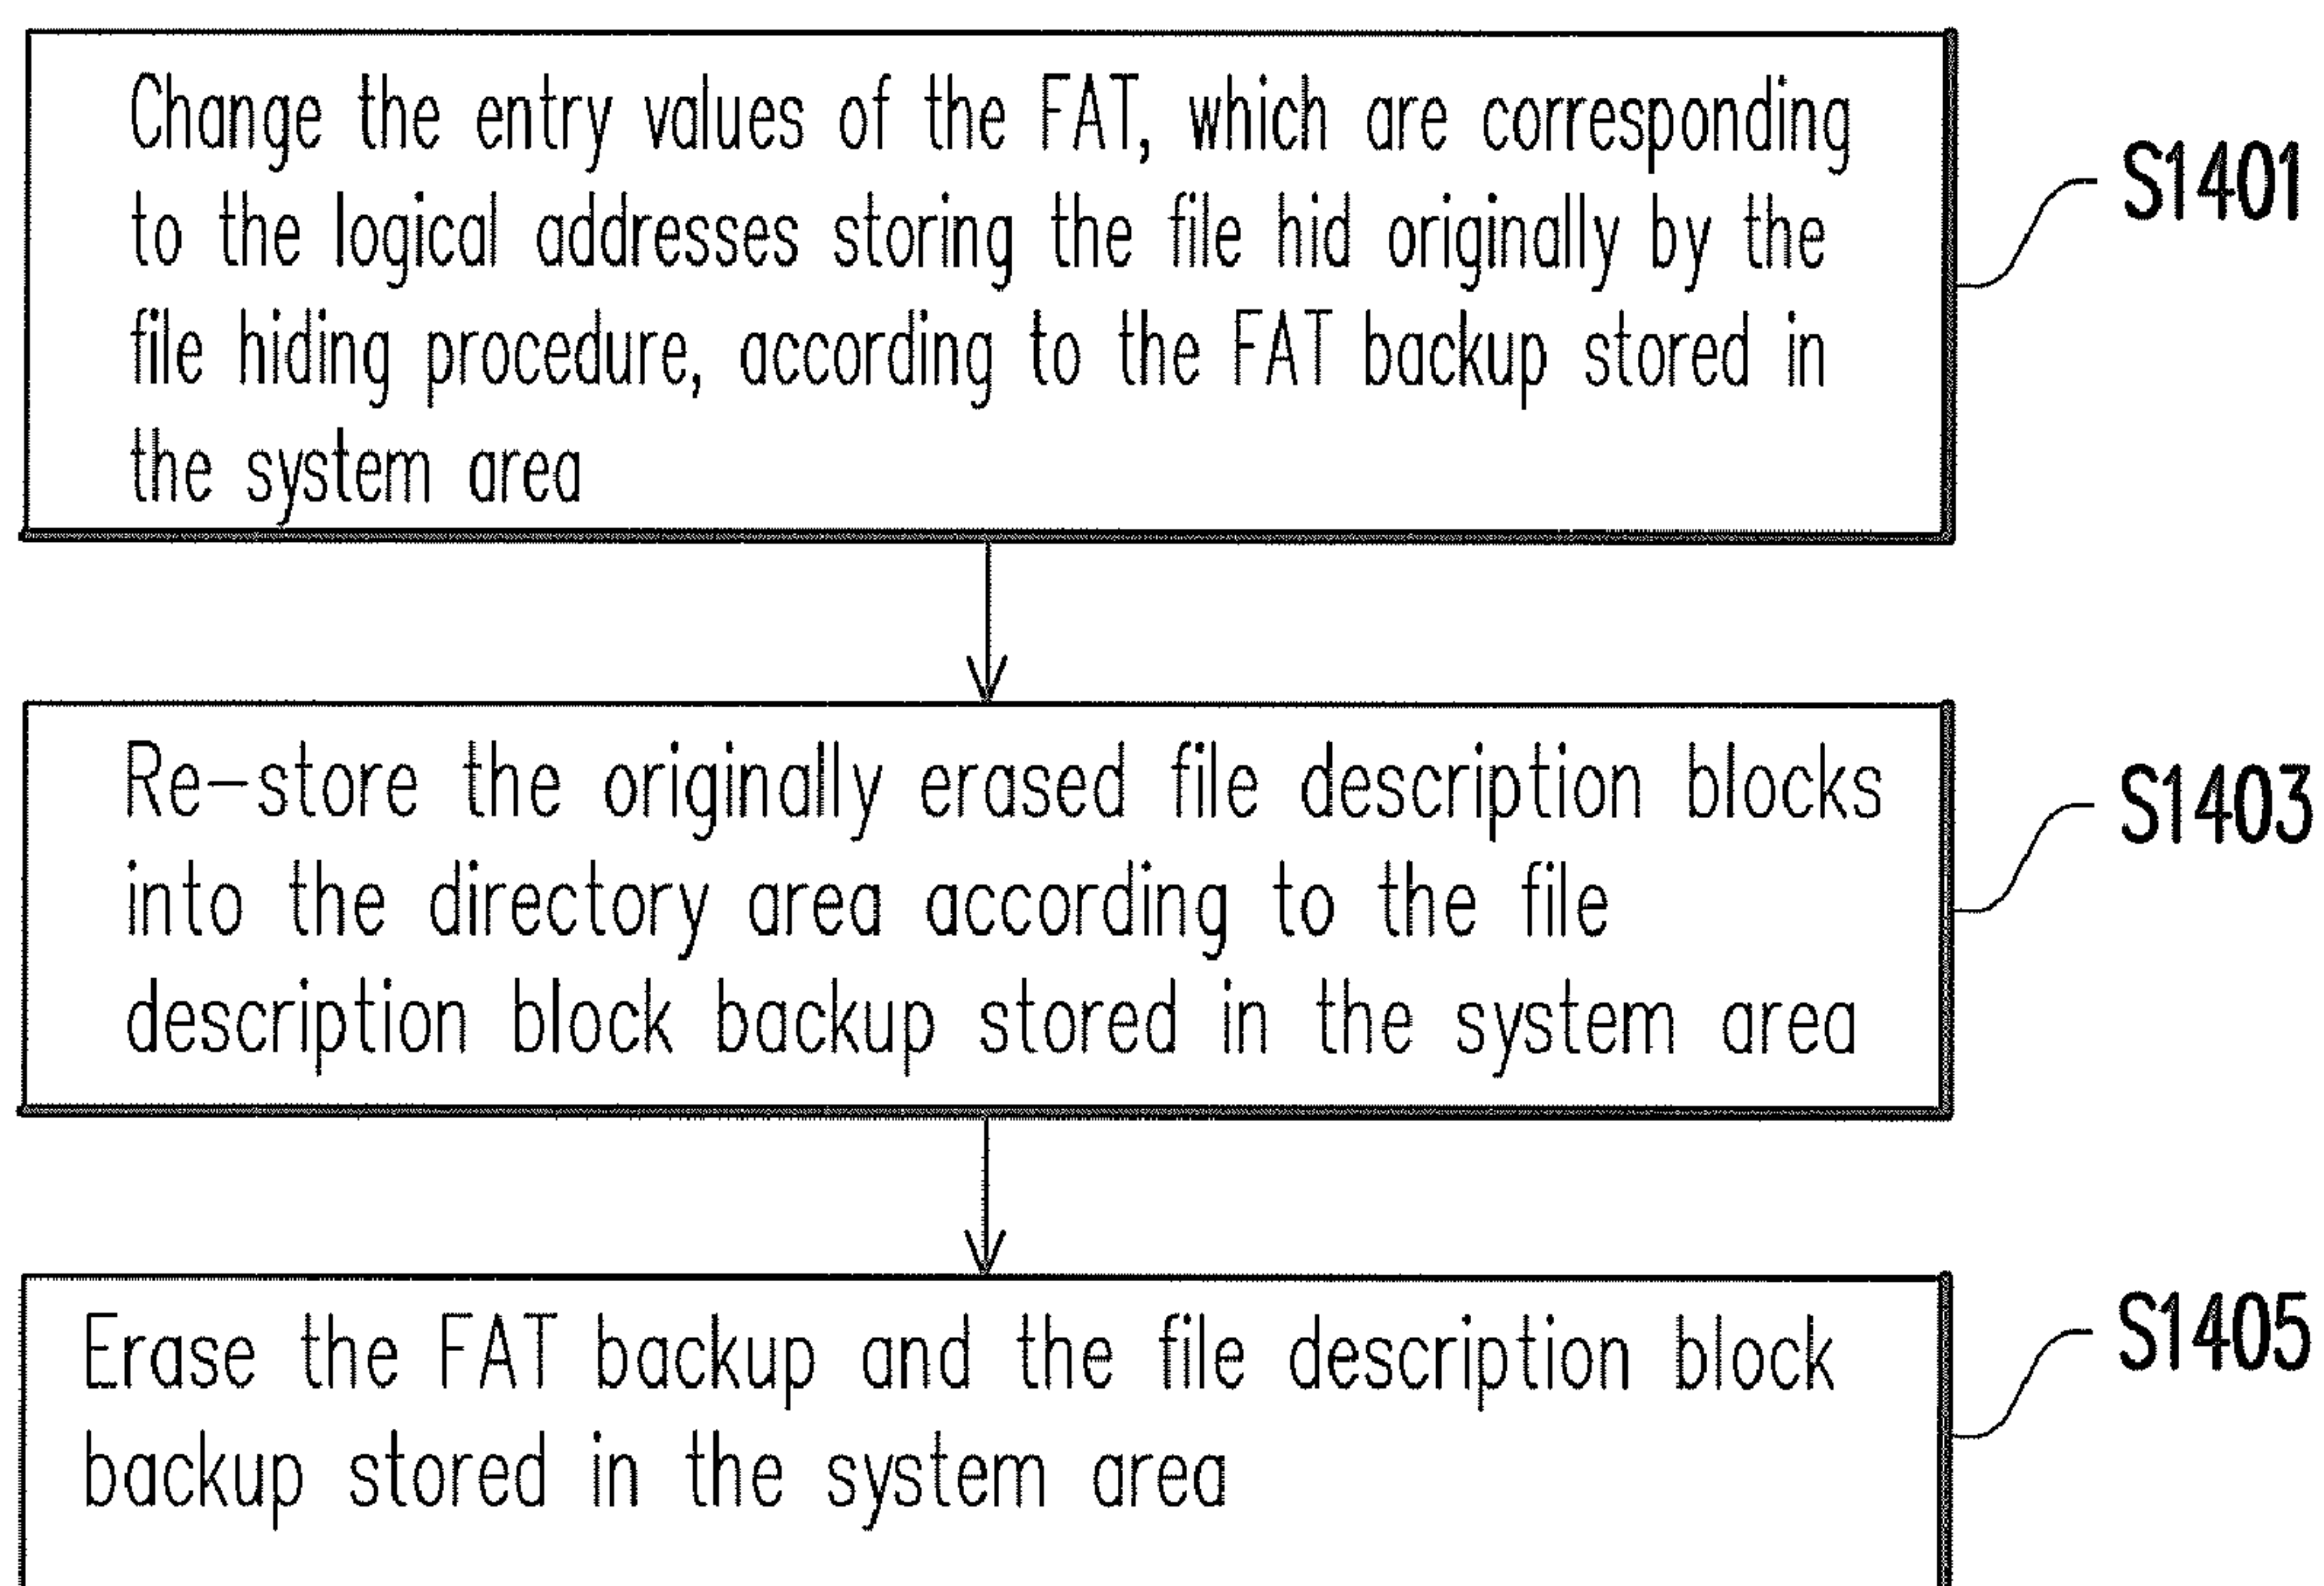 Change the entry values of the FAT, which are corresponding
to the logical addresses storing the file hid originally by the
file hiding procedure, according to the FAT backup stored in
the system area
S1401
Re-store the originally erased file description blocks
into the directory area according to the file
description block backup stored in the system area
S1403
Erase the FAT backup and the file description block
backup stored in the system area
S1405